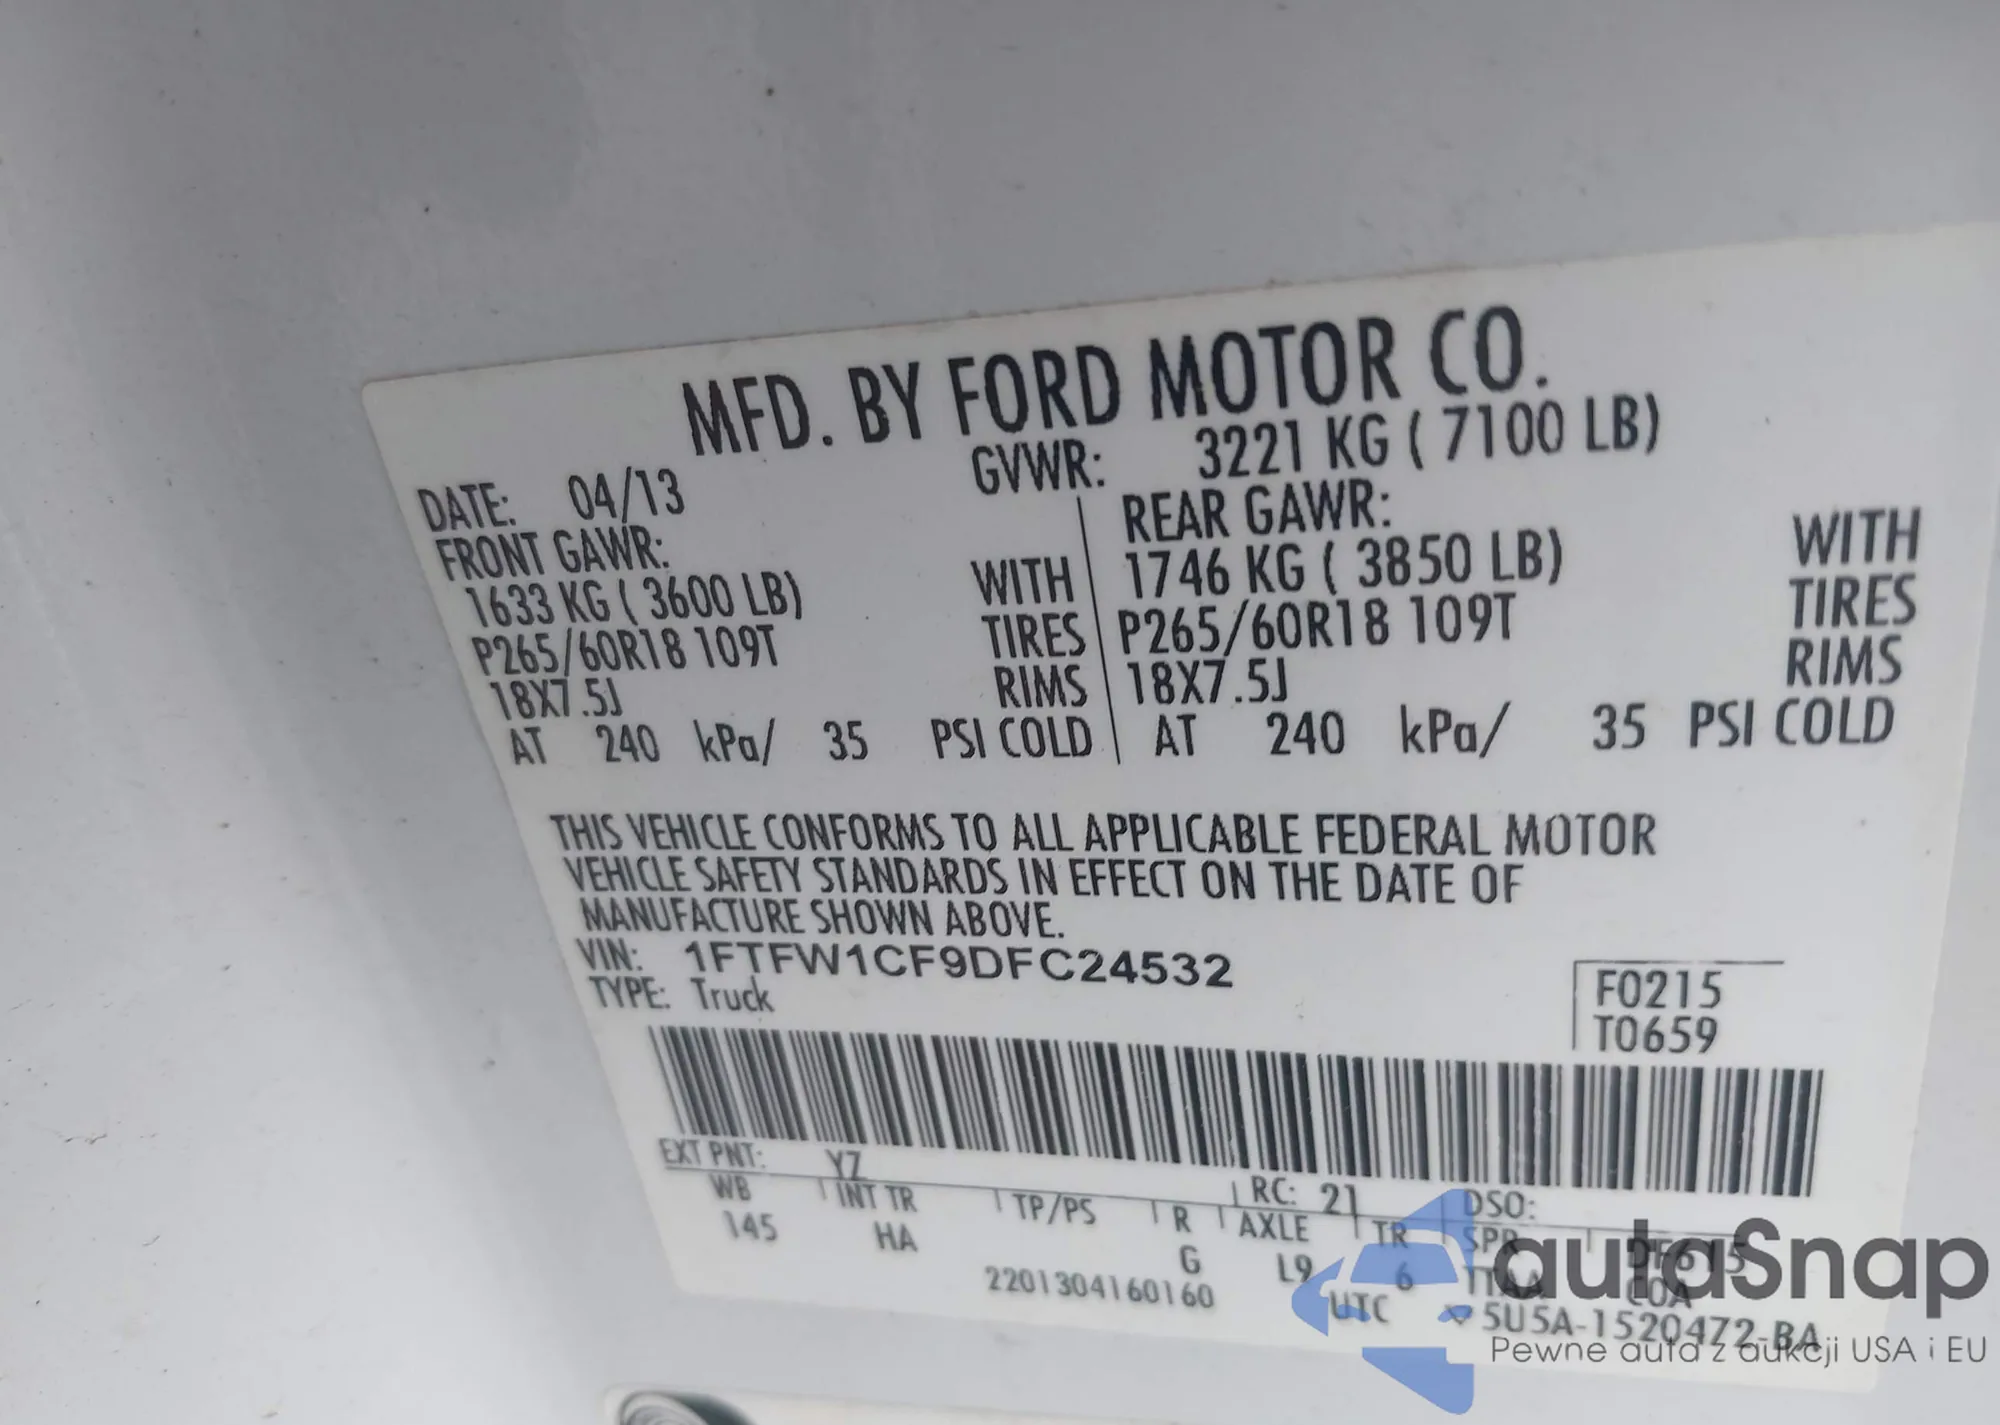 MFD. BY FORD MOTOR CO.
DATE: 04/13 GVWR: 3221 KG ( 7100 LB)
FRONT GAWR: REAR GAWR:
1633 KG ( 3600 LB) WITH 1746 KG ( 3850 LB) WITH
P265/60R18 109T TIRES P265/60R18 109T TIRES
18X7.5J RIMS 18X7.5J RIMS
AT 240 kPa/ 35 PSI COLD AT 240 kPa/ 35 PSI COLD
THIS VEHICLE CONFORMS TO ALL APPLICABLE FEDERAL MOTOR
VEHICLE SAFETY STANDARDS IN EFFECT ON THE DATE OF
MANUFACTURE SHOWN ABOVE.
VIN: 1FTFW1CF9DFC24532
TYPE: Truck
F0215
T0659
EXT PNT: YZ RC: 21 DSO:
WB INT TR TP/PS R AXLE TR SPR
145 HA G L9 6
2201304160160 UTC 5U5A-1520472-BA
autaSnap
Pewne auta z aukcji USA i EU